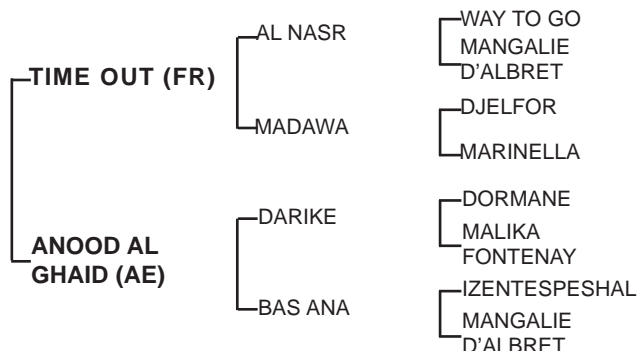 TIME OUT (FR)
ANOOD AL
GHAID (AE)
AL NASR
MADAWA
DARIKE
BAS ANA
WAY TO GO
MANGALIE
D'ALBRET
DJELFOR
MARINELLA
DORMANE
MALIKA
FONTENAY
IZENTESPESHAL
MANGALIE
D'ALBRET